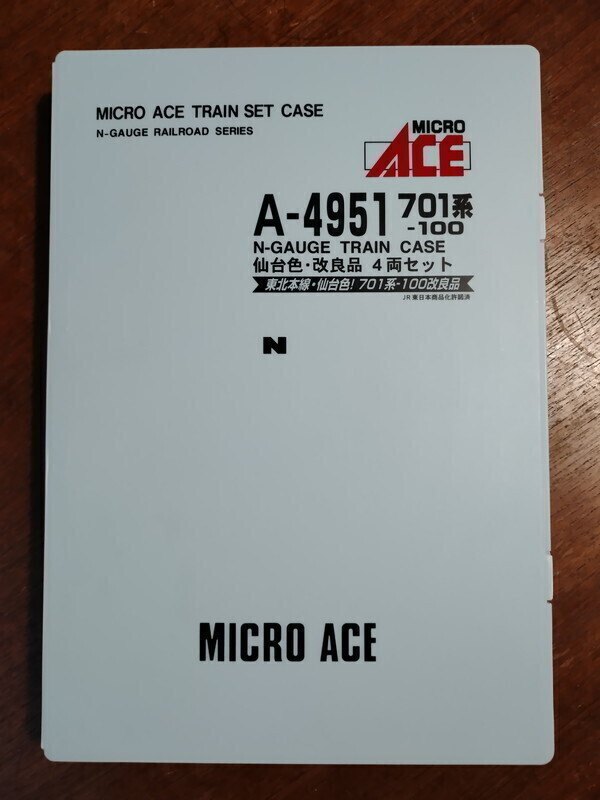 MICRO ACE TRAIN SET CASE
N-GAUGE RAILROAD SERIES
MICRO
ACE
A-4951 701系
-100
N-GAUGE TRAIN CASE
仙台色・改良品 4両セット
東北本線・仙台色! 701系-100改良品
JR東日本商品化許諾済
N
MICRO ACE